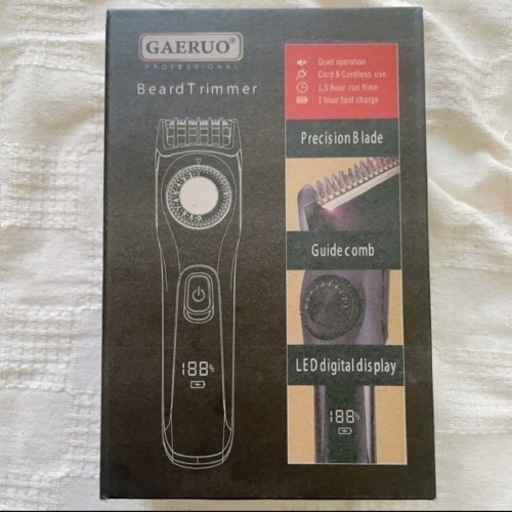 GAERUO®
PROFESSIONAL
Beard Trimmer
188%
Quiet operation
Cord & Cordless use
1.5 hour run time
1 hour fast charge
Precision Blade
Guide comb
LED digital display
188%